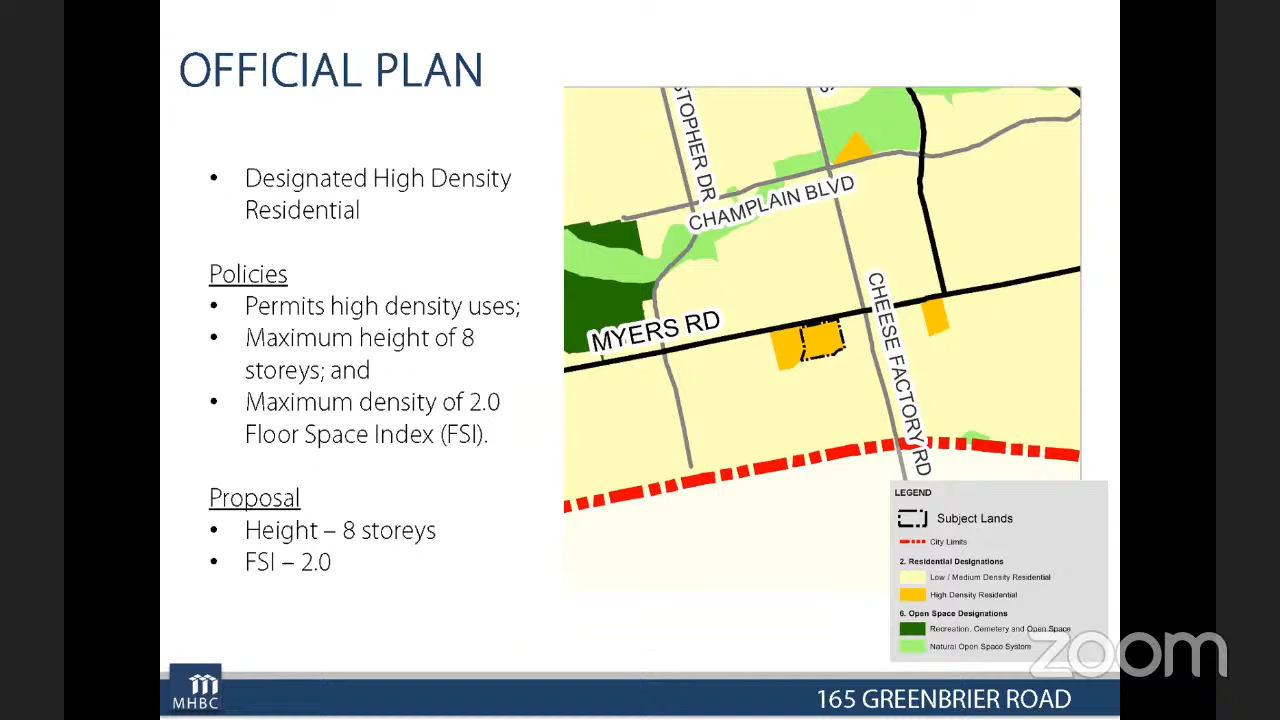 OFFICIAL PLAN
• Designated High Density
Residential
Policies
• Permits high density uses;
• Maximum height of 8
storeys; and
• Maximum density of 2.0
Floor Space Index (FSI).
Proposal
• Height – 8 storeys
• FSI – 2.0
STOPHER DR
CHAMPLAIN BLVD
MYERS RD
CHEESE FACTORY RD
LEGEND
Subject Lands
City Limits
2. Residential Designations
Low / Medium Density Residential
High Density Residential
6. Open Space Designations
Recreation, Cemetery and Open Space
Natural Open Space System
zoom
MHBC
165 GREENBRIER ROAD